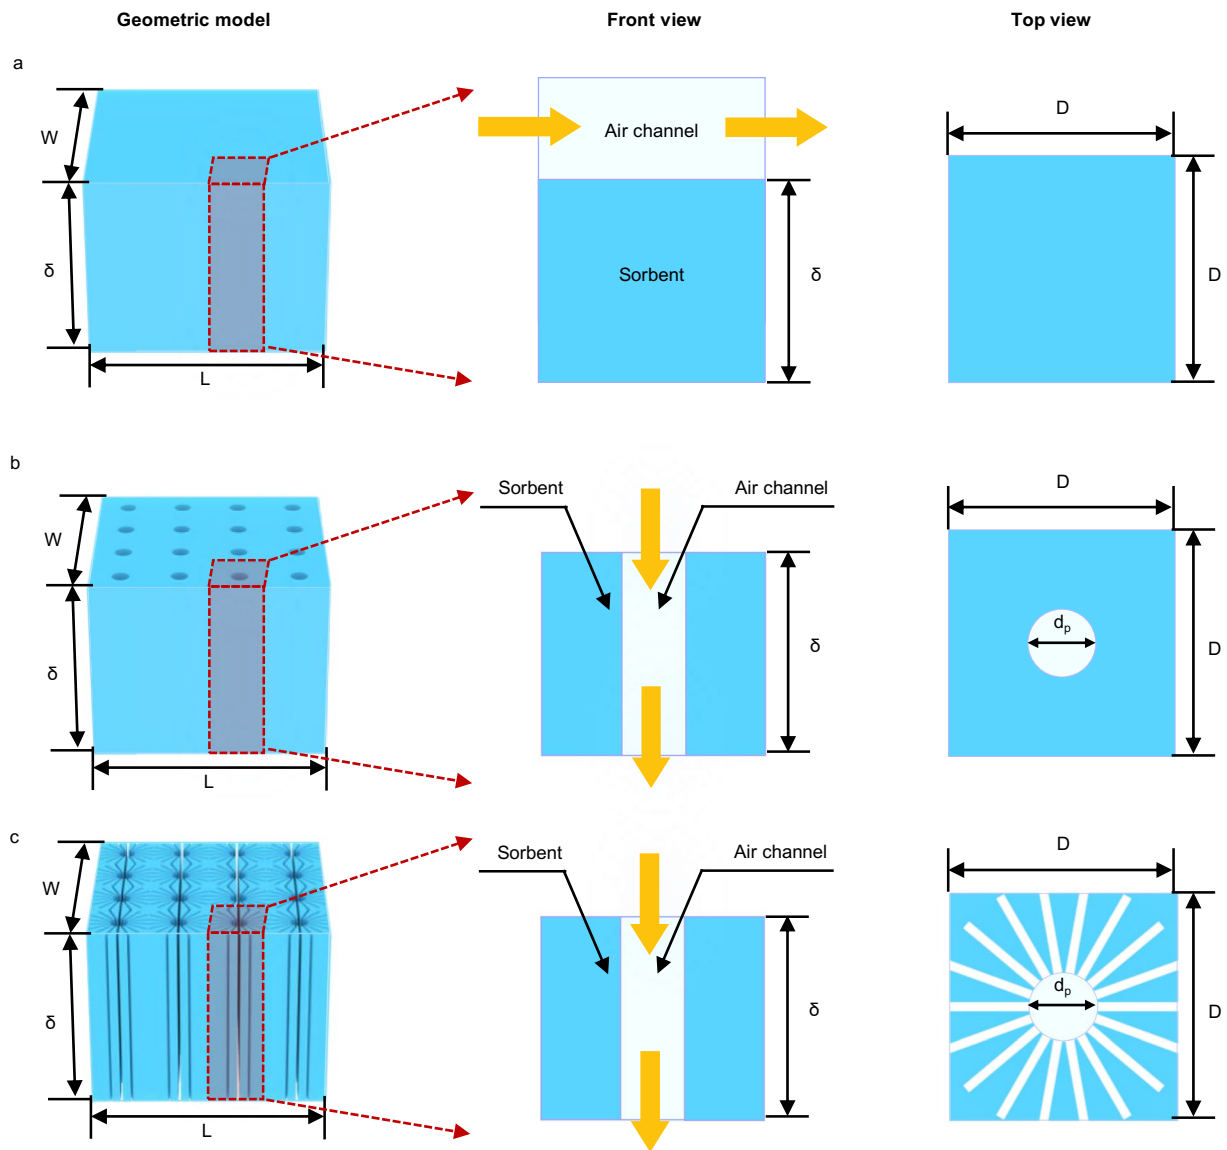 Geometric model
Front view
Top view
a
W
δ
L
Air channel
Sorbent
δ
D
D
b
W
δ
L
Sorbent
Air channel
δ
D
dp
D
c
W
δ
L
Sorbent
Air channel
δ
D
dp
D